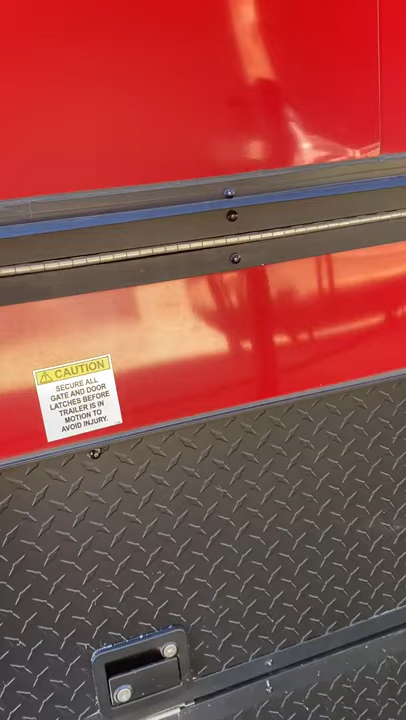 CAUTION
SECURE ALL
GATE AND DOOR
LATCHES BEFORE
TRAILER IS IN
MOTION TO
AVOID INJURY.